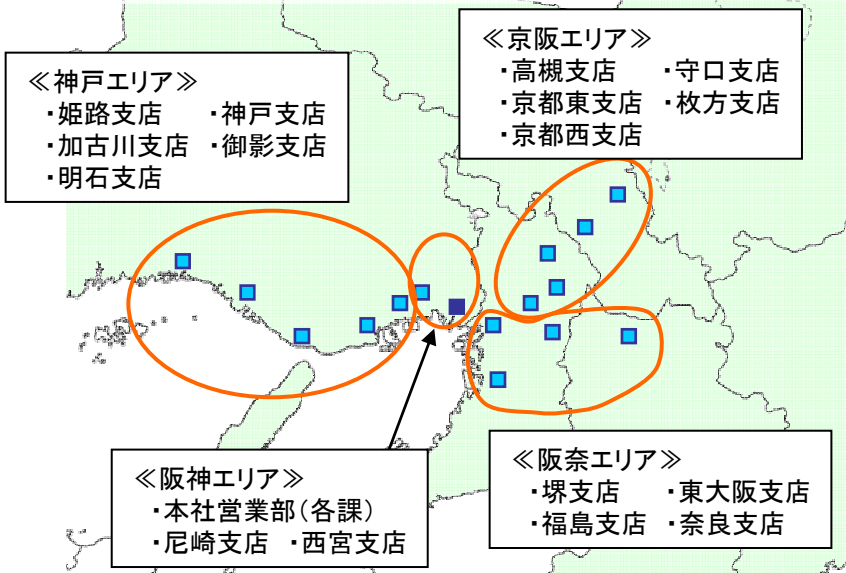 ≪神戸エリア≫
・姫路支店 ・神戸支店
・加古川支店 ・御影支店
・明石支店
≪京阪エリア≫
・高槻支店 ・守口支店
・京都東支店 ・枚方支店
・京都西支店
≪阪神エリア≫
・本社営業部(各課)
・尼崎支店 ・西宮支店
≪阪奈エリア≫
・堺支店 ・東大阪支店
・福島支店 ・奈良支店